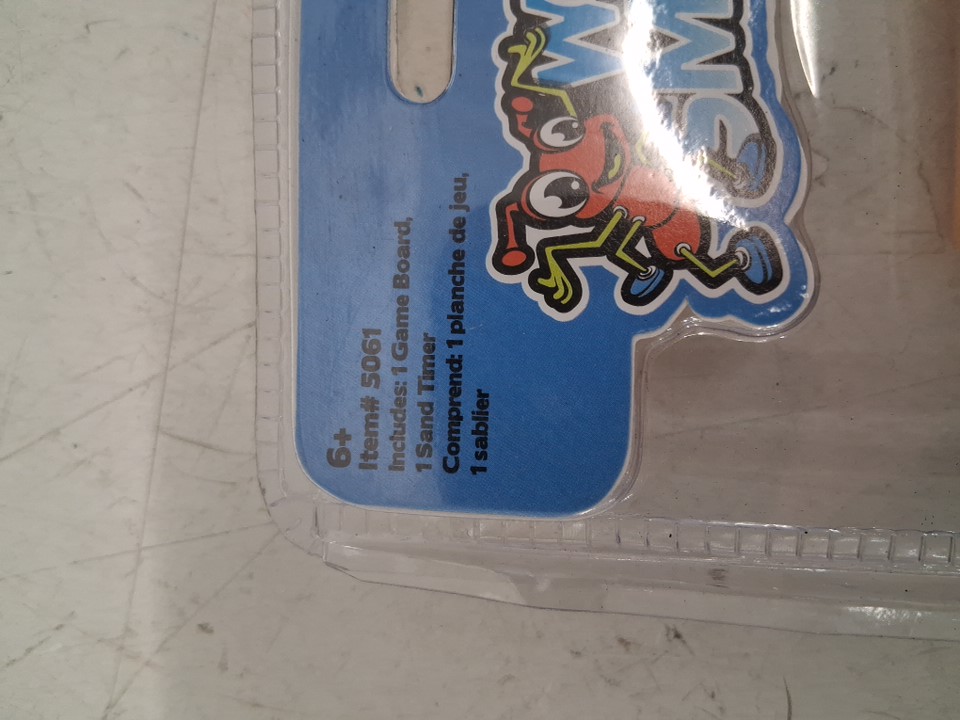 6+
Item# 5061
Includes: 1 Game Board,
1 Sand Timer
Comprend: 1 planche de jeu,
1 sablier